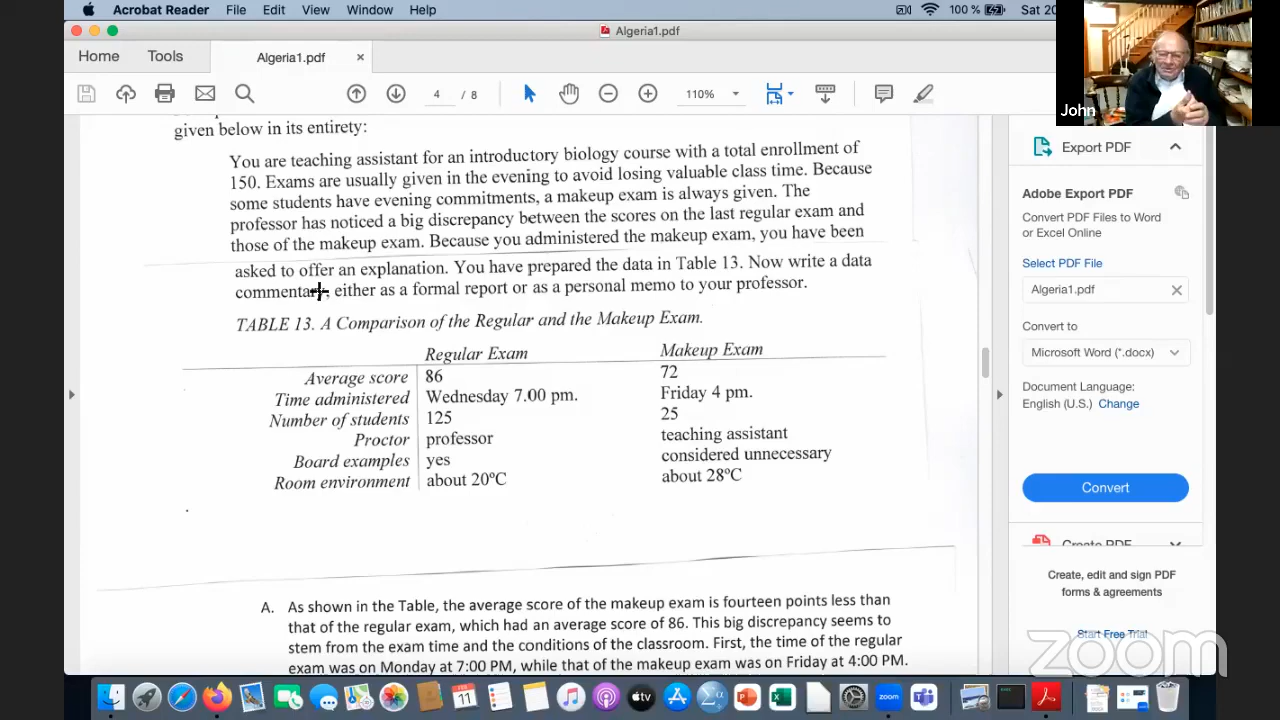 Acrobat Reader File Edit View Window Help 100 % Sat 20
Algeria1.pdf
Home Tools Algeria1.pdf ×
4 / 8 110%
John
given below in its entirety:
You are teaching assistant for an introductory biology course with a total enrollment of
150. Exams are usually given in the evening to avoid losing valuable class time. Because
some students have evening commitments, a makeup exam is always given. The
professor has noticed a big discrepancy between the scores on the last regular exam and
those of the makeup exam. Because you administered the makeup exam, you have been
asked to offer an explanation. You have prepared the data in Table 13. Now write a data
commentary, either as a formal report or as a personal memo to your professor.
TABLE 13. A Comparison of the Regular and the Makeup Exam.
Regular Exam Makeup Exam
Average score 86 72
Time administered Wednesday 7.00 pm. Friday 4 pm.
Number of students 125 25
Proctor professor teaching assistant
Board examples yes considered unnecessary
Room environment about 20ºC about 28ºC
A. As shown in the Table, the average score of the makeup exam is fourteen points less than
that of the regular exam, which had an average score of 86. This big discrepancy seems to
stem from the exam time and the conditions of the classroom. First, the time of the regular
exam was on Monday at 7:00 PM, while that of the makeup exam was on Friday at 4:00 PM.
Export PDF
Adobe Export PDF
Convert PDF Files to Word
or Excel Online
Select PDF File
Algeria1.pdf
Convert to
Microsoft Word (*.docx)
Document Language:
English (U.S.) Change
Convert
Create PDF
Create, edit and sign PDF
forms & agreements
Start Free Trial
zoom
FEB
11
tv
zoom